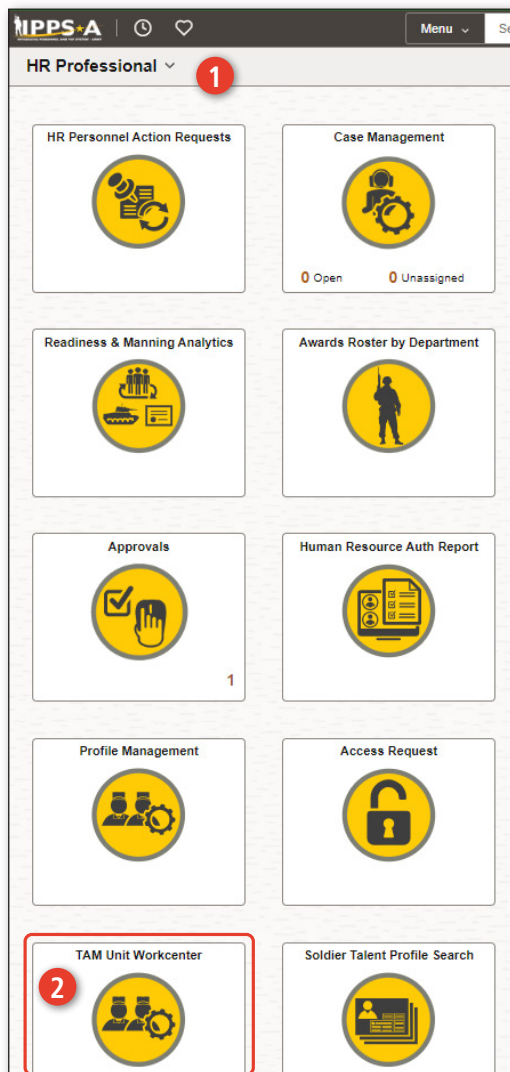 IPPS★A
Menu
Se
HR Professional
1
HR Personnel Action Requests
Case Management
0 Open 0 Unassigned
Readiness & Manning Analytics
Awards Roster by Department
Approvals
1
Human Resource Auth Report
Profile Management
Access Request
TAM Unit Workcenter
2
Soldier Talent Profile Search